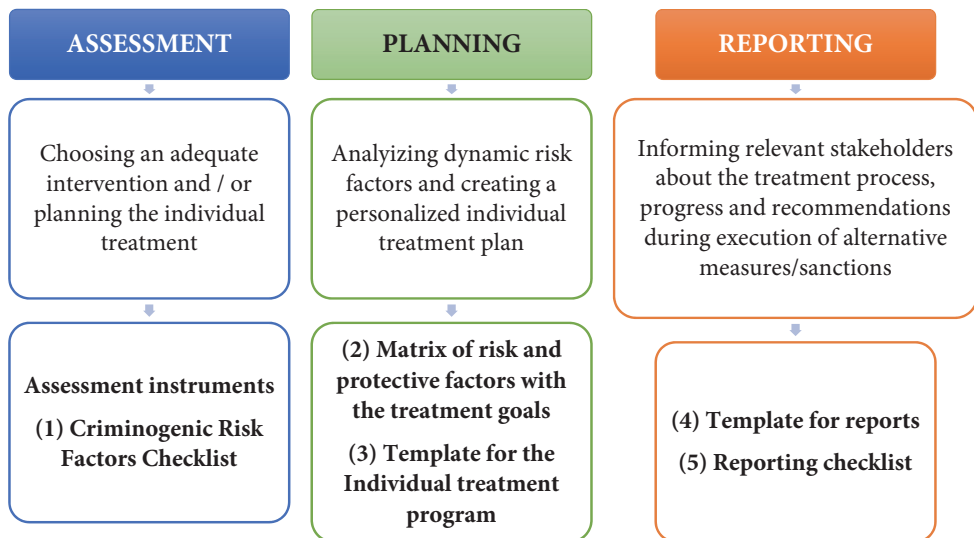 ASSESSMENT
Choosing an adequate
intervention and / or
planning the individual
treatment
Assessment instruments
(1) Criminogenic Risk
Factors Checklist
PLANNING
Analyizing dynamic risk
factors and creating a
personalized individual
treatment plan
(2) Matrix of risk and
protective factors with
the treatment goals
(3) Template for the
Individual treatment
program
REPORTING
Informing relevant stakeholders
about the treatment process,
progress and recommendations
during execution of alternative
measures/sanctions
(4) Template for reports
(5) Reporting checklist